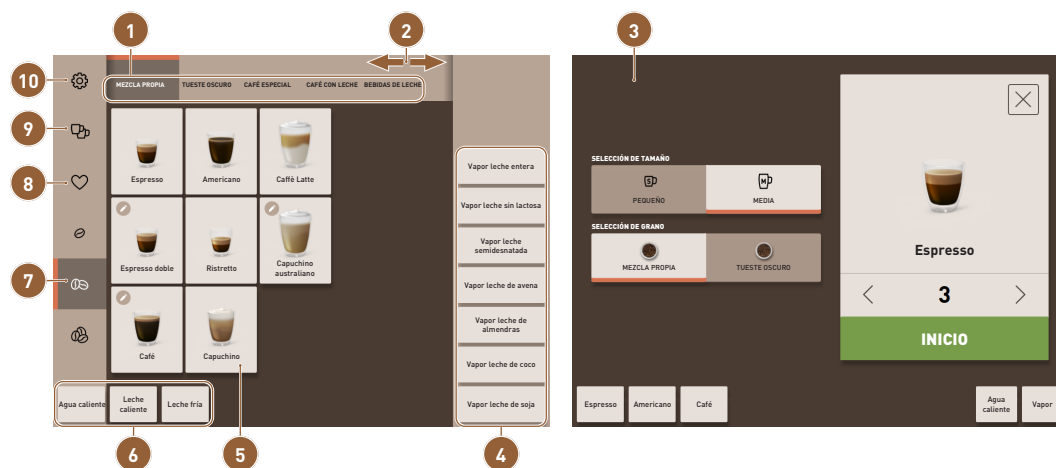 1
2
3
10
9
8
7
MEZCLA PROPIA
TUESTE OSCURO
CAFÉ ESPECIAL
CAFÉ CON LECHE
BEBIDAS DE LECHE
Espresso
Americano
Caffè Latte
Espresso doble
Ristretto
Capuchino
australiano
Café
Capuchino
Vapor leche entera
Vapor leche sin lactosa
Vapor leche
semidesnatada
Vapor leche de avena
Vapor leche de
almendras
Vapor leche de coco
Vapor leche de soja
Agua caliente
Leche
caliente
Leche fría
6
5
4
SELECCIÓN DE TAMAÑO
S
PEQUEÑO
M
MEDIA
SELECCIÓN DE GRANO
MEZCLA PROPIA
TUESTE OSCURO
Espresso
3
INICIO
Espresso
Americano
Café
Agua
caliente
Vapor